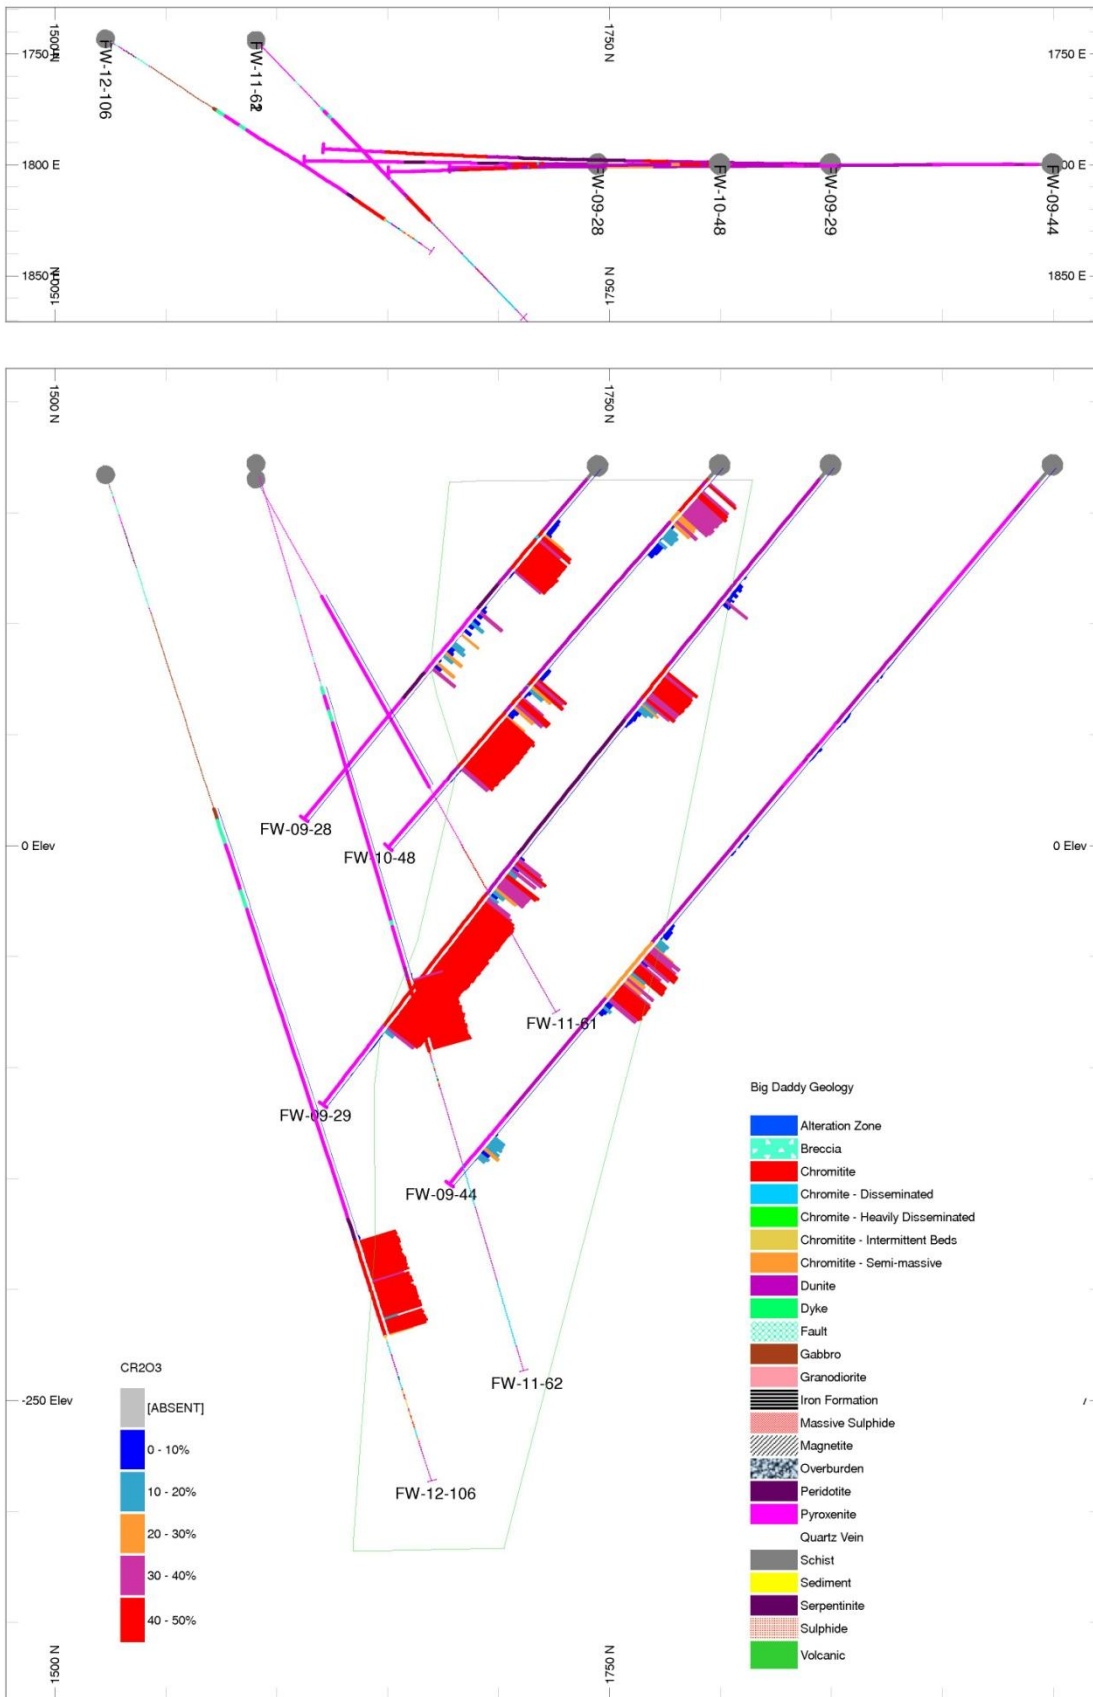 1500 N
1750 N
1750 E
1750 E
FW-12-106
FW-11-62
1800 E
00 E
FW-09-28
FW-10-48
FW-09-29
FW-09-44
1850 E
1850 E
1500 N
1750 N
1500 N
1750 N
FW-09-28
0 Elev
0 Elev
FW-10-48
FW-11-61
FW-09-29
FW-09-44
FW-11-62
-250 Elev
FW-12-106
CR2O3
[ABSENT]
0 - 10%
10 - 20%
20 - 30%
30 - 40%
40 - 50%
Big Daddy Geology
Alteration Zone
Breccia
Chromitite
Chromite - Disseminated
Chromite - Heavily Disseminated
Chromitite - Intermittent Beds
Chromitite - Semi-massive
Dunite
Dyke
Fault
Gabbro
Granodiorite
Iron Formation
Massive Sulphide
Magnetite
Overburden
Peridotite
Pyroxenite
Quartz Vein
Schist
Sediment
Serpentinite
Sulphide
Volcanic
1500 N
1750 N